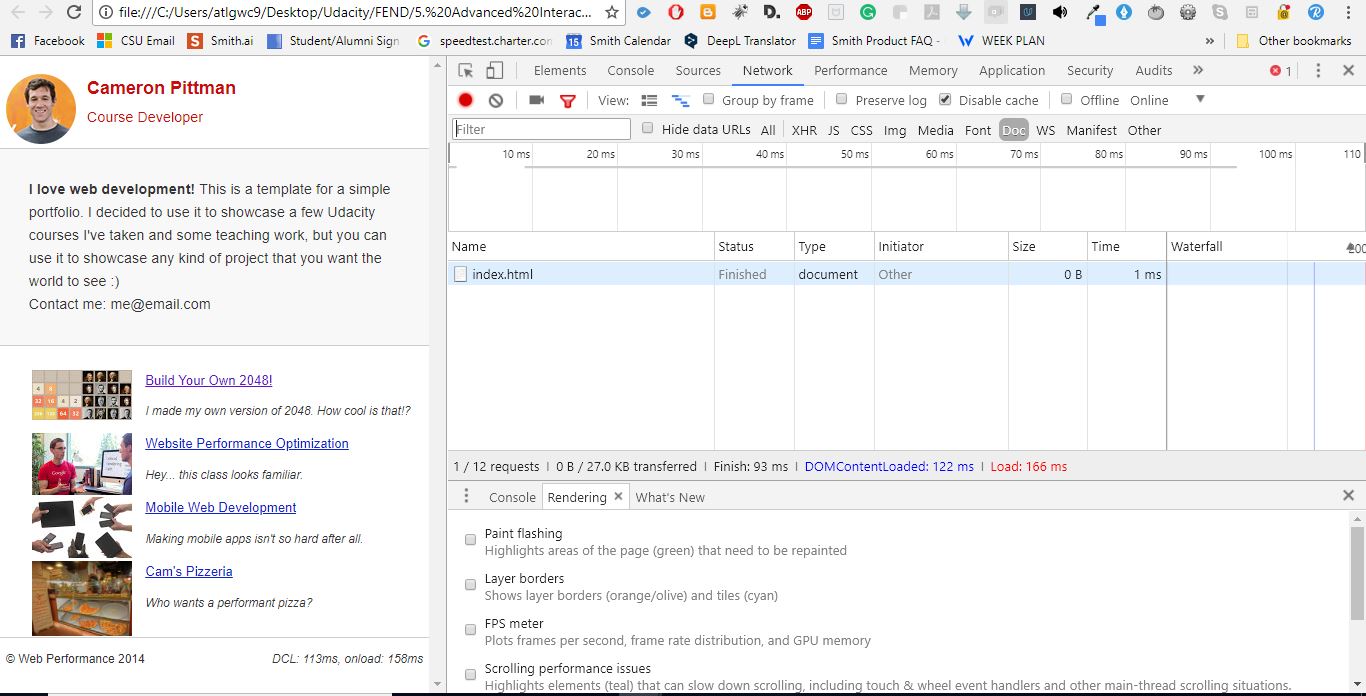 file:///C:/Users/atlgwc9/Desktop/Udacity/FEND/5.%20Advanced%20Interac...
Facebook CSU Email Smith.ai Student/Alumni Sign speedtest.charter.con Smith Calendar DeepL Translator Smith Product FAQ - WEEK PLAN » Other bookmarks
Cameron Pittman
Course Developer
I love web development! This is a template for a simple
portfolio. I decided to use it to showcase a few Udacity
courses I've taken and some teaching work, but you can
use it to showcase any kind of project that you want the
world to see :)
Contact me: me@email.com
Build Your Own 2048!
I made my own version of 2048. How cool is that!?
Website Performance Optimization
Hey... this class looks familiar.
Mobile Web Development
Making mobile apps isn't so hard after all.
Cam's Pizzeria
Who wants a performant pizza?
© Web Performance 2014 DCL: 113ms, onload: 158ms
Elements Console Sources Network Performance Memory Application Security Audits » 1
View: Group by frame Preserve log Disable cache Offline Online
Filter Hide data URLs All XHR JS CSS Img Media Font Doc WS Manifest Other
10 ms 20 ms 30 ms 40 ms 50 ms 60 ms 70 ms 80 ms 90 ms 100 ms 110
Name Status Type Initiator Size Time Waterfall
index.html Finished document Other 0 B 1 ms
1 / 12 requests | 0 B / 27.0 KB transferred | Finish: 93 ms | DOMContentLoaded: 122 ms | Load: 166 ms
Console Rendering What's New
Paint flashing
Highlights areas of the page (green) that need to be repainted
Layer borders
Shows layer borders (orange/olive) and tiles (cyan)
FPS meter
Plots frames per second, frame rate distribution, and GPU memory
Scrolling performance issues
Highlights elements (teal) that can slow down scrolling, including touch & wheel event handlers and other main-thread scrolling situations.